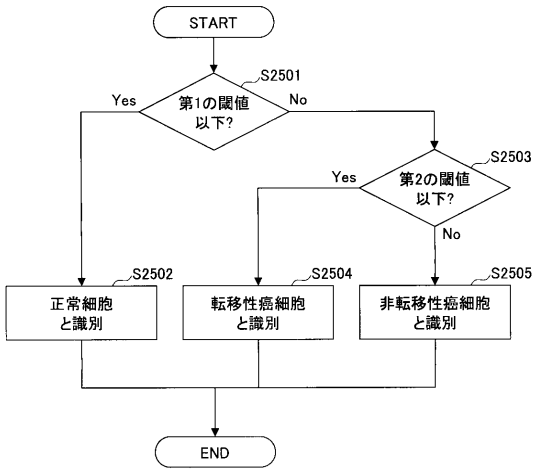 START
S2501
第1の閾値
以下?
Yes
No
S2503
第2の閾値
以下?
Yes
No
S2502
正常細胞
と識別
S2504
転移性癌細胞
と識別
S2505
非転移性癌細胞
と識別
END